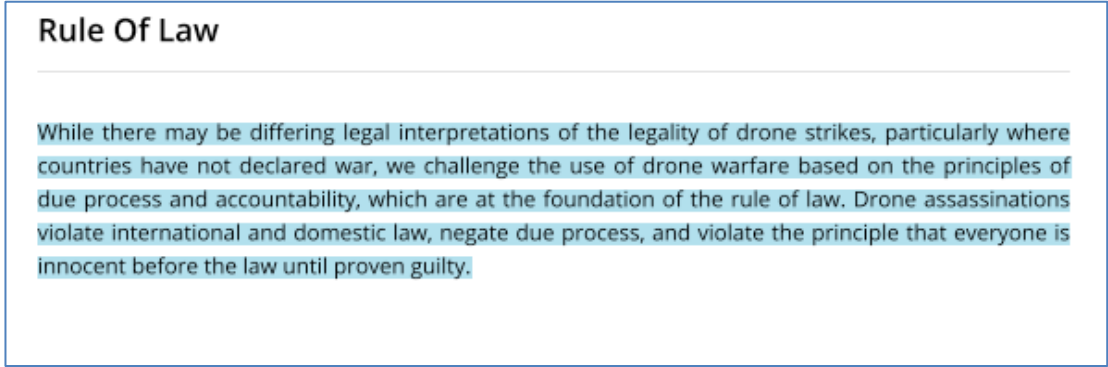 Rule Of Law
While there may be differing legal interpretations of the legality of drone strikes, particularly where
countries have not declared war, we challenge the use of drone warfare based on the principles of
due process and accountability, which are at the foundation of the rule of law. Drone assassinations
violate international and domestic law, negate due process, and violate the principle that everyone is
innocent before the law until proven guilty.